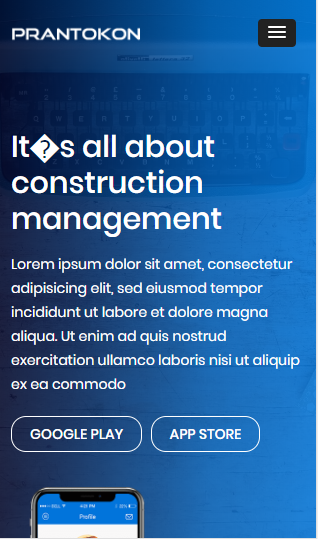 PRANTOKON
It�s all about
construction
management
Lorem ipsum dolor sit amet, consectetur
adipisicing elit, sed eiusmod tempor
incididunt ut labore et dolore magna
aliqua. Ut enim ad quis nostrud
exercitation ullamco laboris nisi ut aliquip
ex ea commodo
GOOGLE PLAY APP STORE
Profile